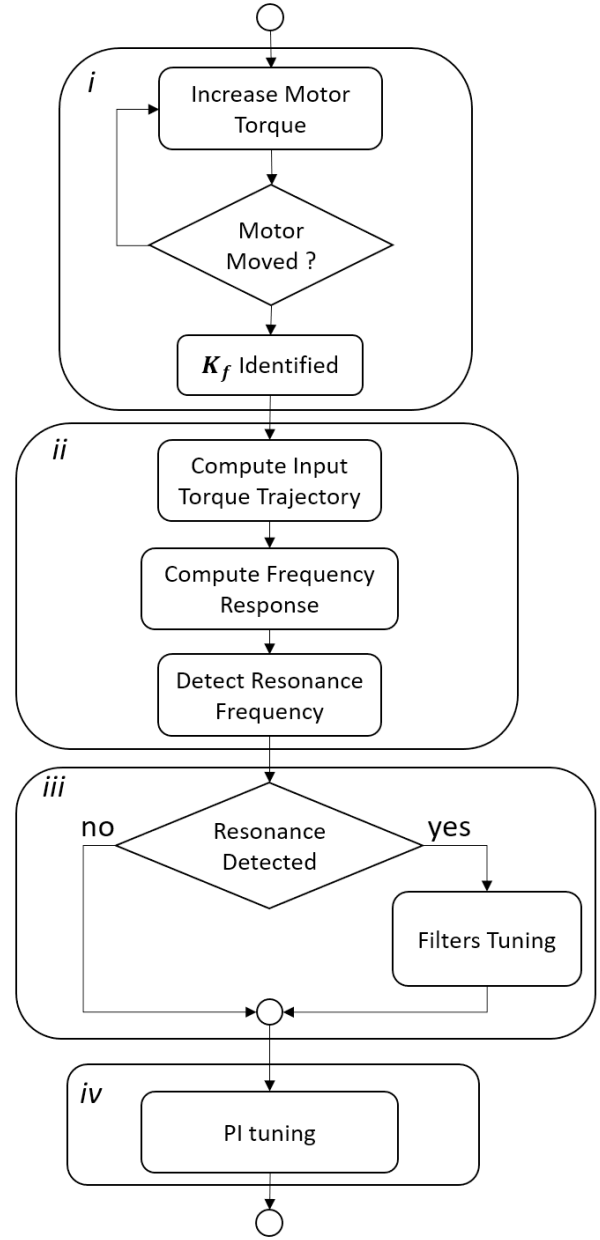 i
Increase Motor
Torque
Motor
Moved ?
K_f Identified
ii
Compute Input
Torque Trajectory
Compute Frequency
Response
Detect Resonance
Frequency
iii
no
Resonance
Detected
yes
Filters Tuning
iv
PI tuning